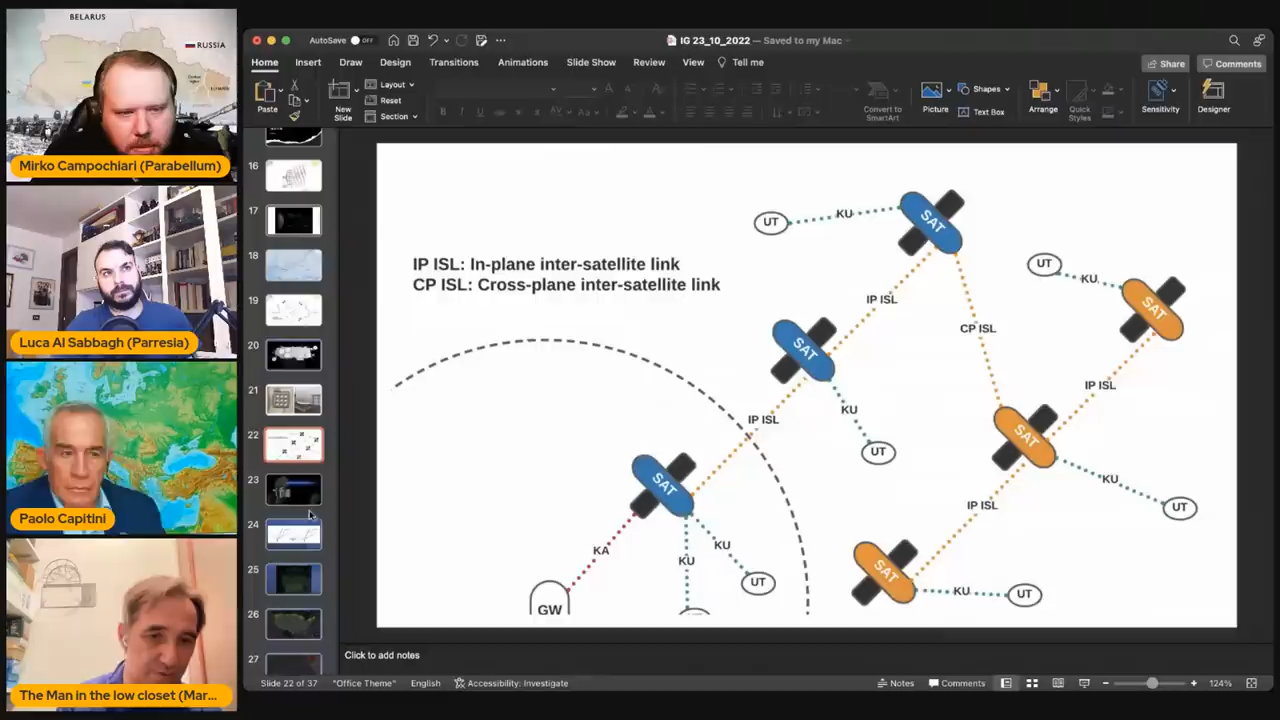 BELARUS
RUSSIA
Mirko Campochiari (Parabellum)
Luca Al Sabbagh (Parresia)
Paolo Capitini
The Man in the low closet (Mar...
AutoSave OFF
IG 23_10_2022 — Saved to my Mac
Home Insert Draw Design Transitions Animations Slide Show Review View Tell me
Share Comments
Paste
New Slide
Layout
Reset
Section
Convert to SmartArt
Picture
Shapes
Text Box
Arrange
Quick Styles
Sensitivity
Designer
16
17
18
19
20
21
22
23
24
25
26
27
IP ISL: In-plane inter-satellite link
CP ISL: Cross-plane inter-satellite link
UT KU SAT
UT KU SAT
IP ISL
CP ISL
SAT
IP ISL
KU
UT
IP ISL
SAT
KU
UT
SAT
IP ISL
KA
KU
KU
UT
GW
SAT
KU
UT
Click to add notes
Slide 22 of 37 "Office Theme" English Accessibility: Investigate Notes Comments 124%